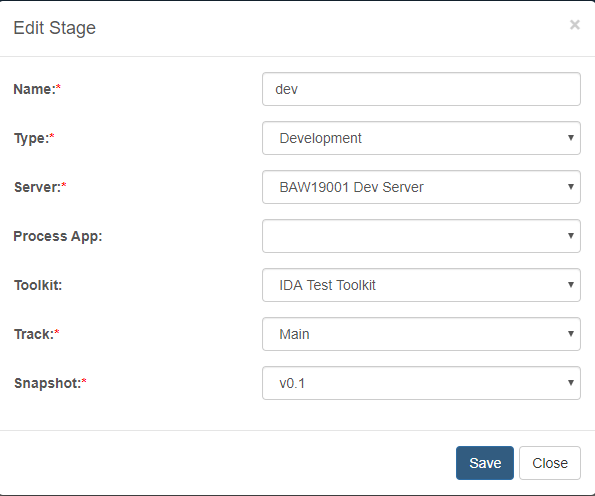 Edit Stage ×
Name:* dev
Type:* Development
Server:* BAW19001 Dev Server
Process App:
Toolkit: IDA Test Toolkit
Track:* Main
Snapshot:* v0.1
Save Close